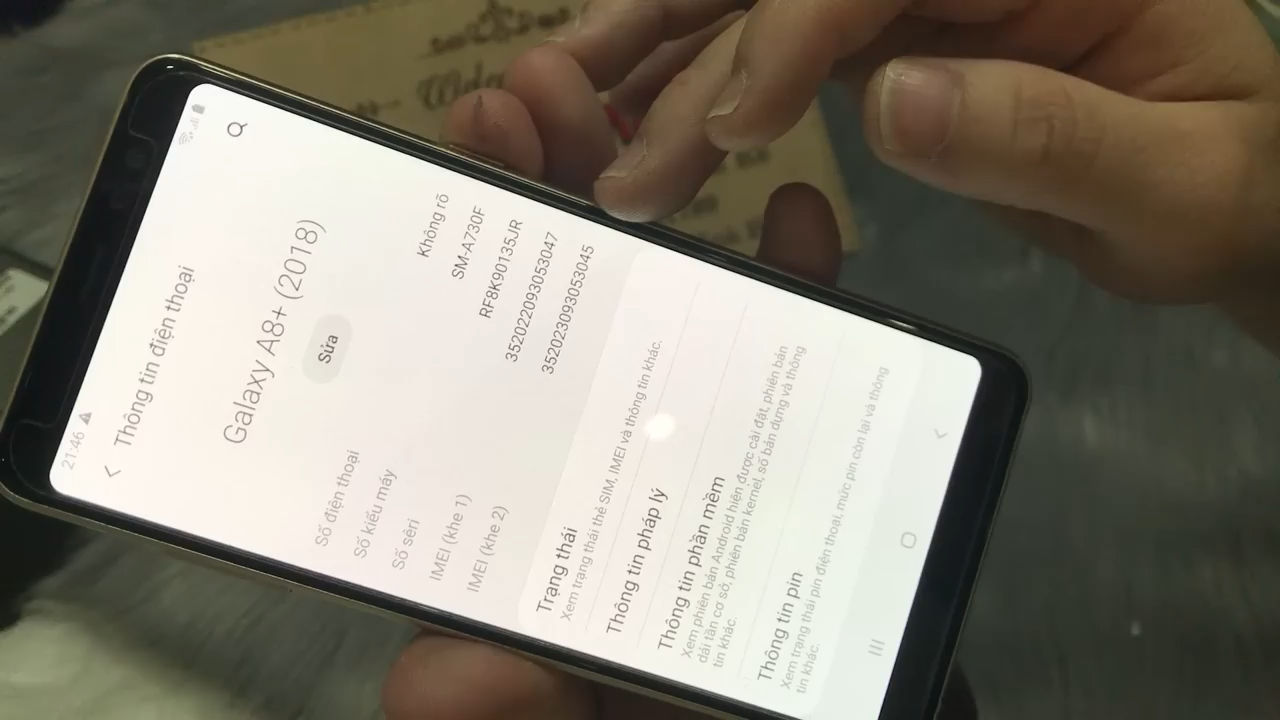 21:46
Thông tin điện thoại
Galaxy A8+ (2018)
Sửa
Số điện thoại Không rõ
Số kiểu máy SM-A730F
Số sêri RF8K90135JR
IMEI (khe 1) 352022093053047
IMEI (khe 2) 352023093053045
Trạng thái
Xem trạng thái thẻ SIM, IMEI và thông tin khác.
Thông tin pháp lý
Thông tin phần mềm
Xem phiên bản Android hiện được cài đặt, phiên bản
dải tần cơ sở, phiên bản kernel, số bản dựng và thông
tin khác.
Thông tin pin
Xem trạng thái pin điện thoại, mức pin còn lại và thông
tin khác.